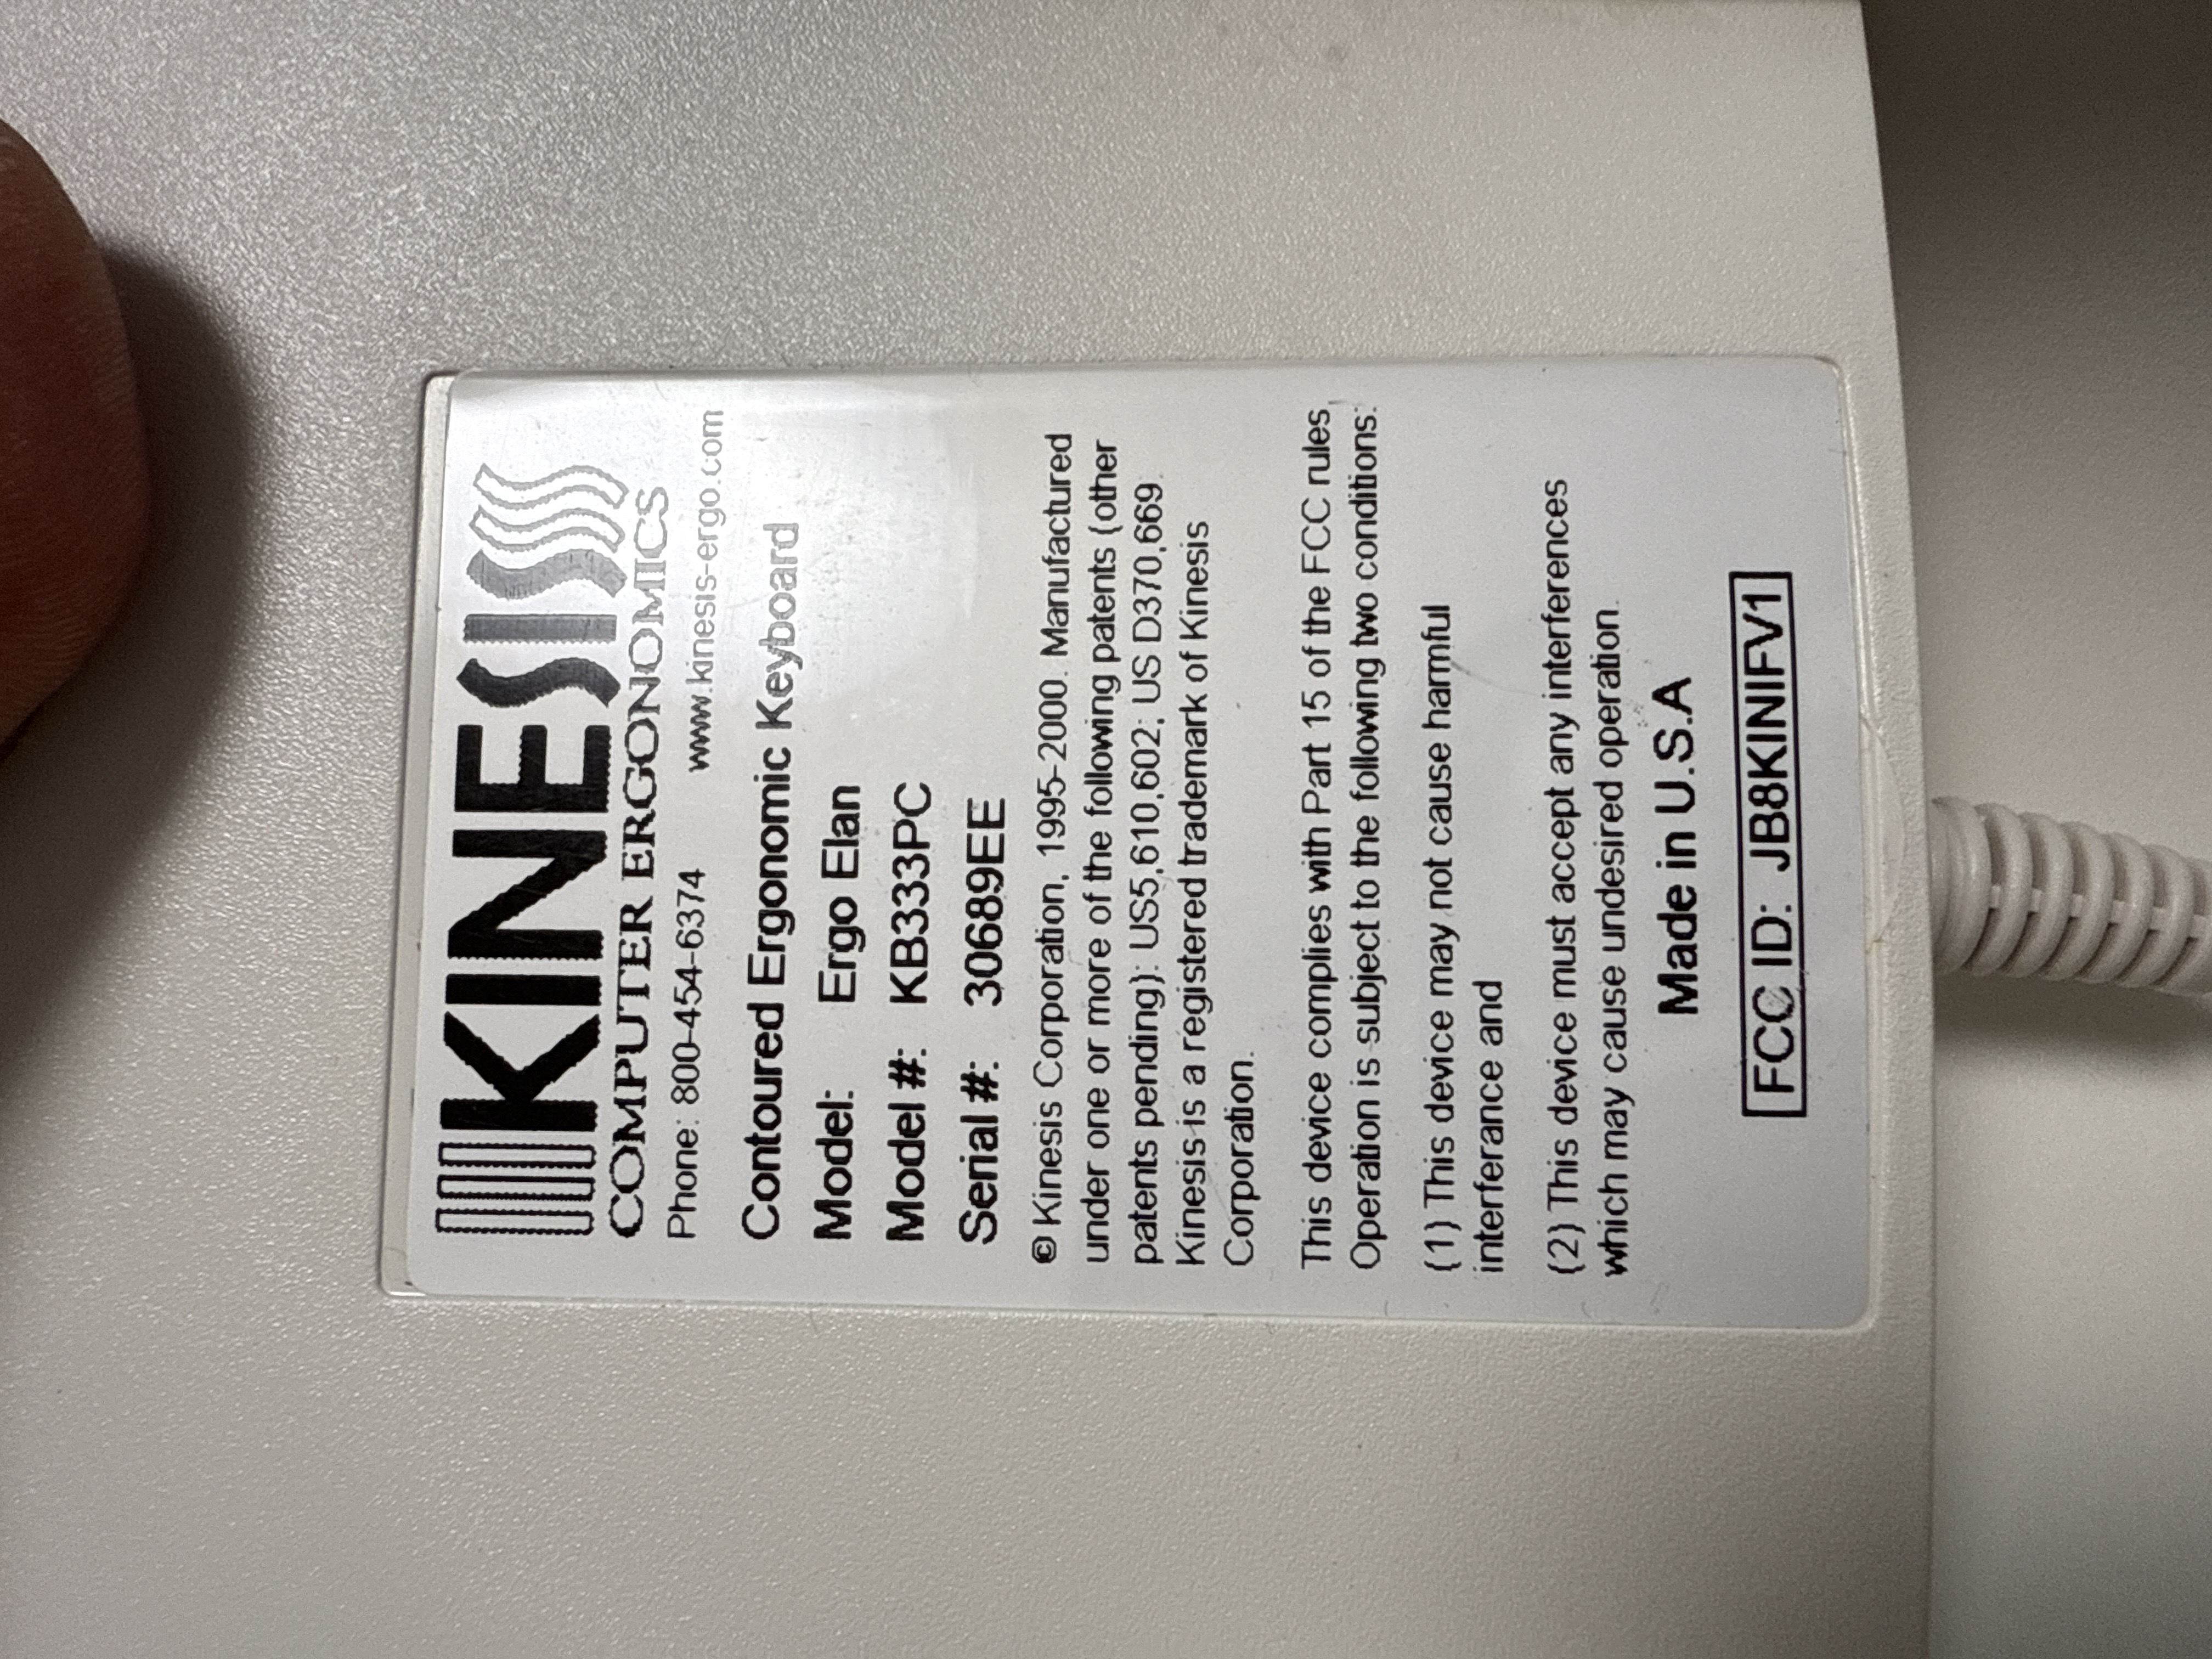 KINESIS
COMPUTER ERGONOMICS
Phone: 800-454-6374 www.kinesis-ergo.com
Contoured Ergonomic Keyboard
Model: Ergo Elan
Model #: KB333PC
Serial #: 30689EE
© Kinesis Corporation, 1995-2000. Manufactured
under one or more of the following patents (other
patents pending): US5,610,602; US D370,669.
Kinesis is a registered trademark of Kinesis
Corporation.
This device complies with Part 15 of the FCC rules,
Operation is subject to the following two conditions:
(1) This device may not cause harmful
interferance and
(2) This device must accept any interferences
which may cause undesired operation.
Made in U.S.A
FCC ID: JB8KINIFV1